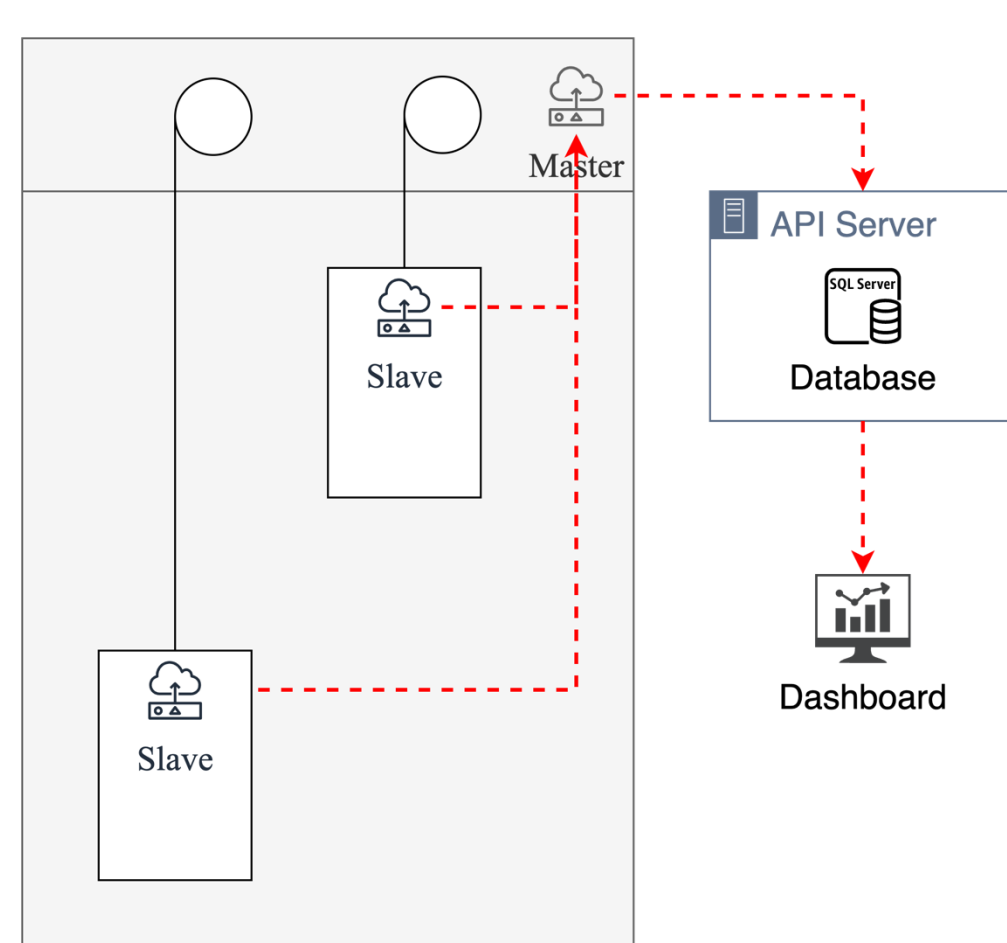 Master
API Server
SQL Server
Slave
Database
Dashboard
Slave